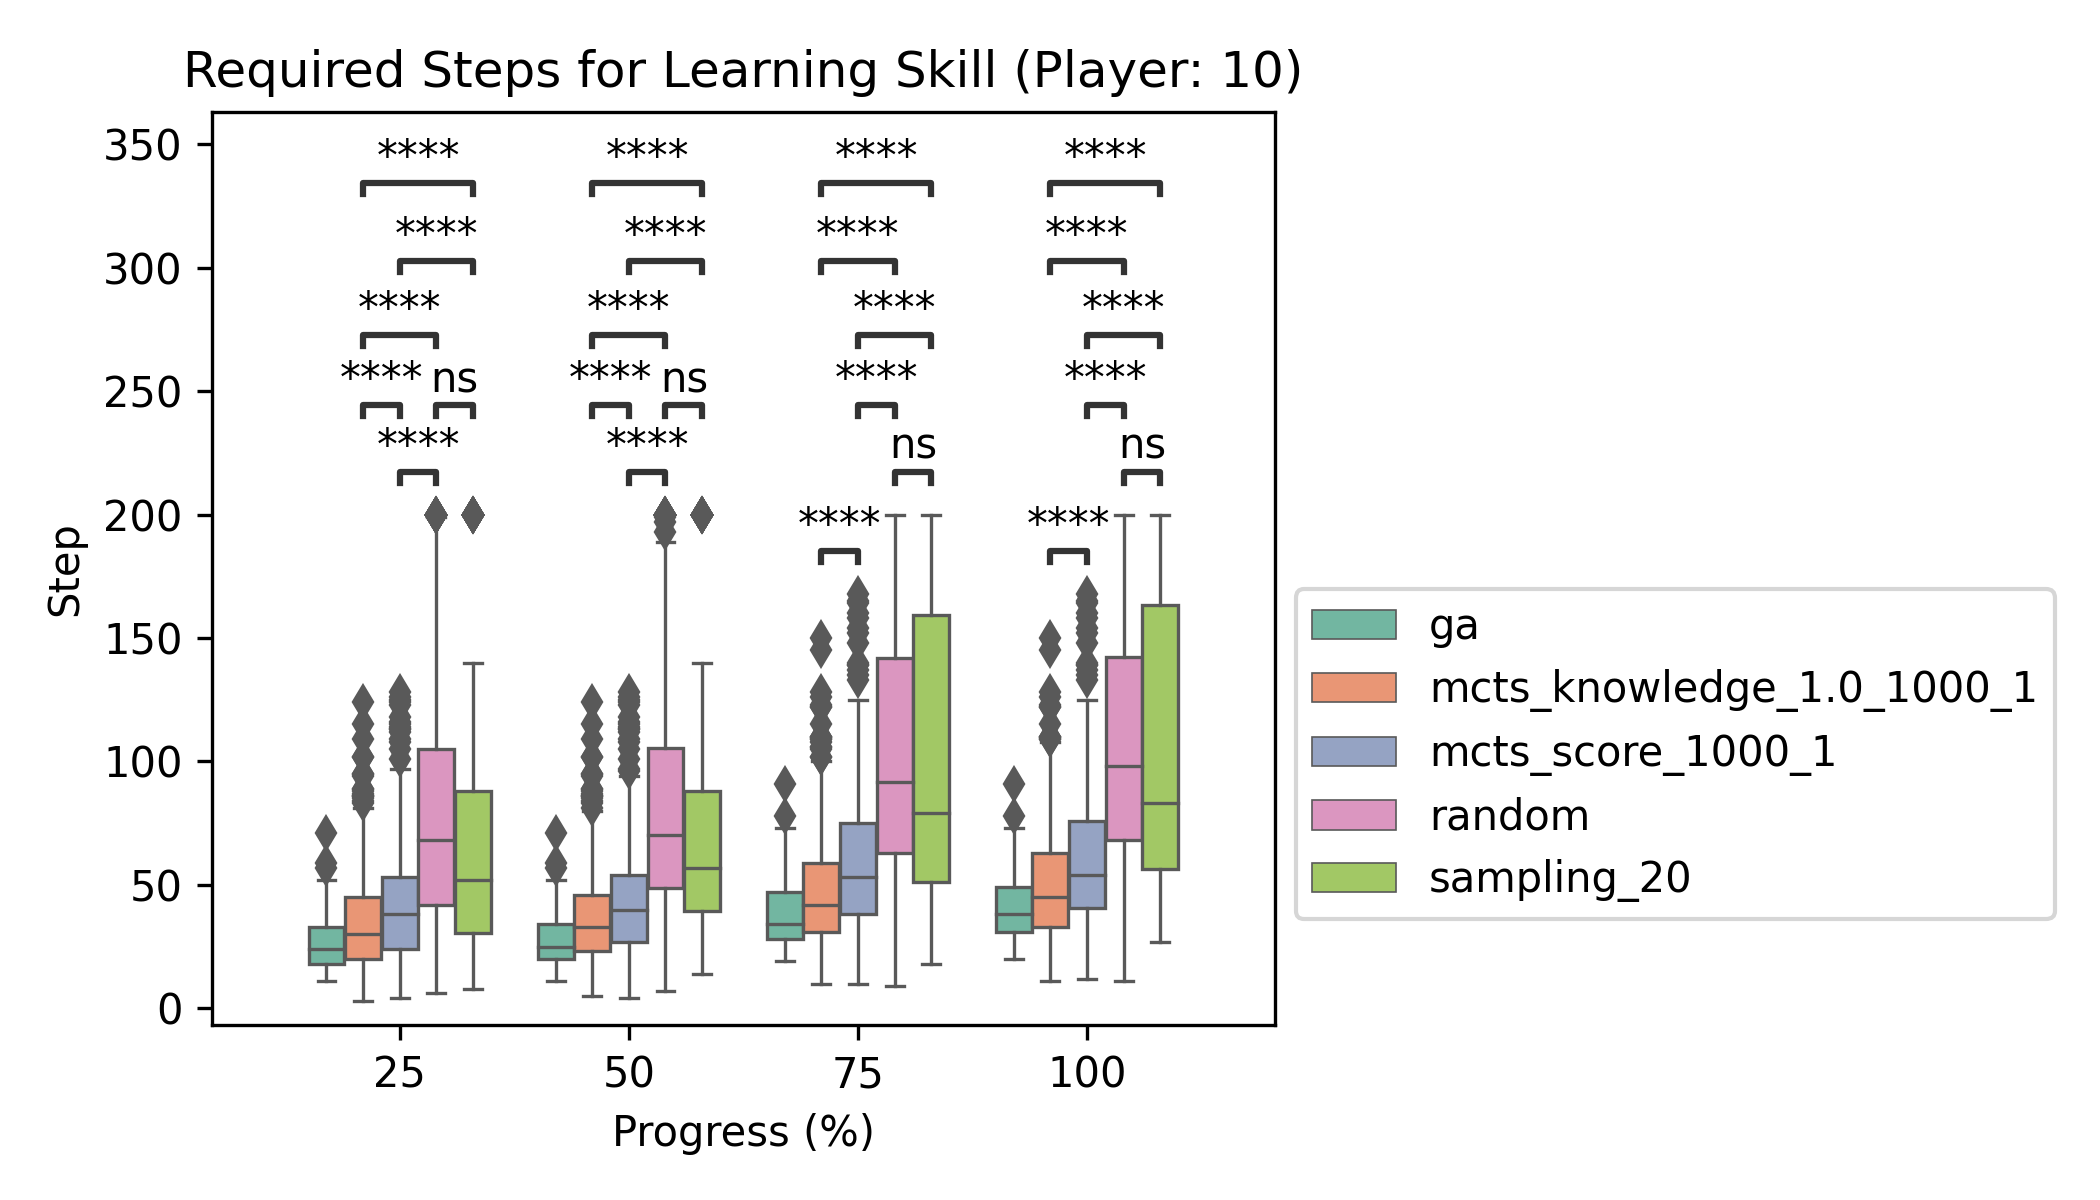 Required Steps for Learning Skill (Player: 10)
350
300
250
200
150
100
50
0
Step
**** **** **** ****
**** **** **** ****
**** **** **** ****
**** ns **** ns **** ****
**** **** ns ns
**** ****
25 50 75 100
Progress (%)
ga
mcts_knowledge_1.0_1000_1
mcts_score_1000_1
random
sampling_20